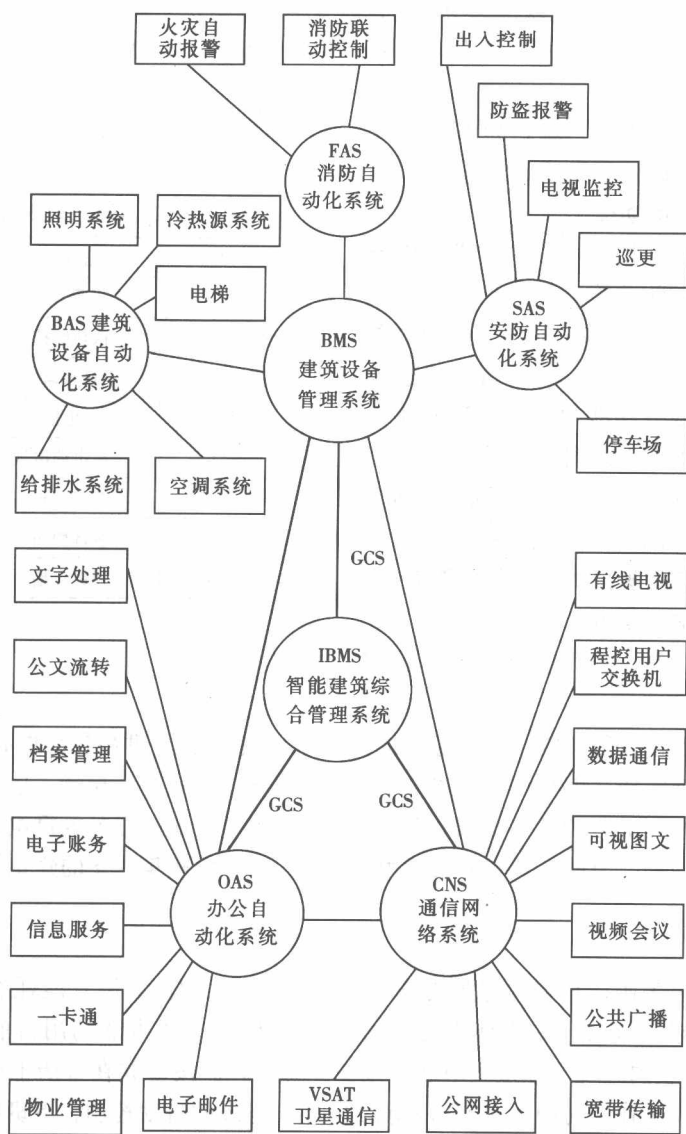 火灾自
动报警
消防联
动控制
出入控制
防盗报警
FAS
消防自
动化系统
电视监控
照明系统
冷热源系统
巡更
电梯
BAS 建筑
设备自动
化系统
BMS
建筑设备
管理系统
SAS
安防自动
化系统
停车场
给排水系统
空调系统
GCS
文字处理
有线电视
公文流转
IBMS
智能建筑综
合管理系统
程控用户
交换机
档案管理
数据通信
GCS
GCS
电子账务
可视图文
OAS
办公自
动化系统
CNS
通信网
络系统
信息服务
视频会议
一卡通
公共广播
物业管理
电子邮件
VSAT
卫星通信
公网接入
宽带传输